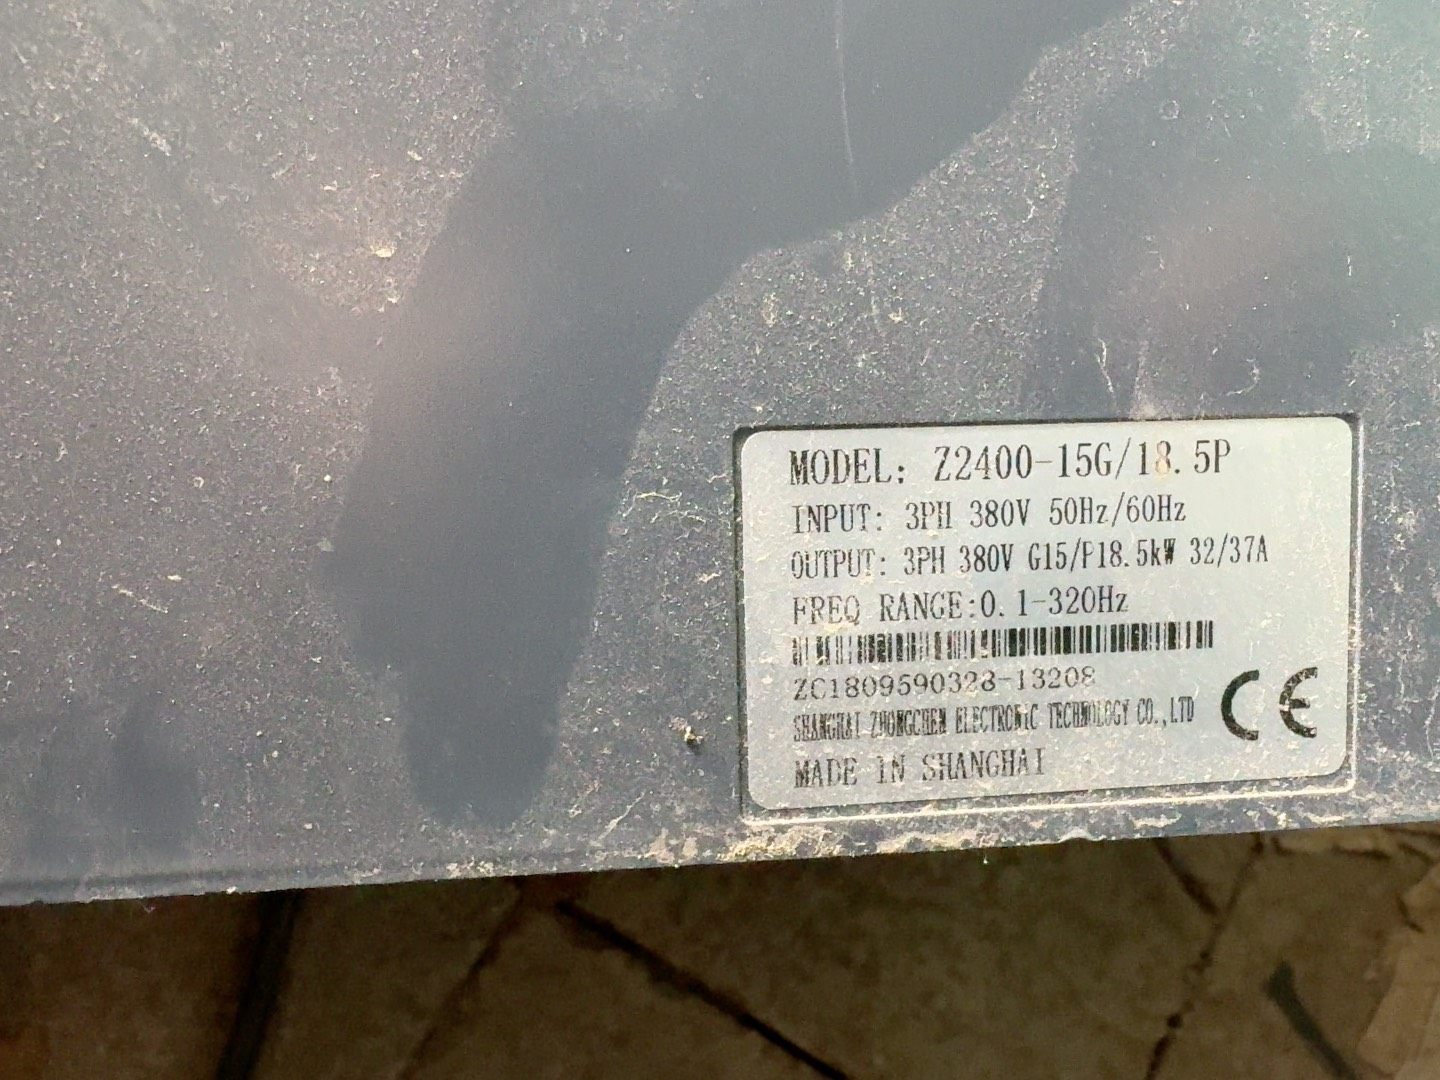 MODEL: Z2400-15G/18.5P
INPUT: 3PH 380V 50Hz/60Hz
OUTPUT: 3PH 380V G15/P18.5kW 32/37A
FREQ RANGE:0.1-320Hz
ZC1809590328-13208
SHANGHAI ZHONGCHEN ELECTRONIC TECHNOLOGY CO.,LTD
CE
MADE IN SHANGHAI